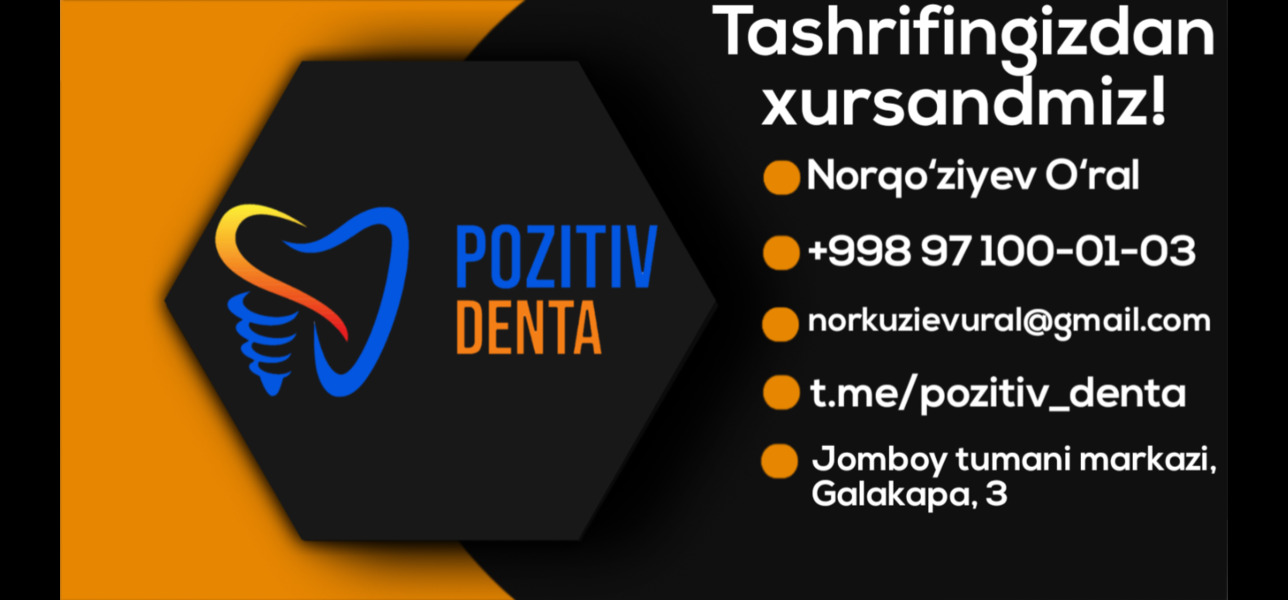 POZITIV
DENTA
Tashrifingizdan
xursandmiz!
Norqo‘ziyev O‘ral
+998 97 100-01-03
norkuzievural@gmail.com
t.me/pozitiv_denta
Jomboy tumani markazi,
Galakapa, 3